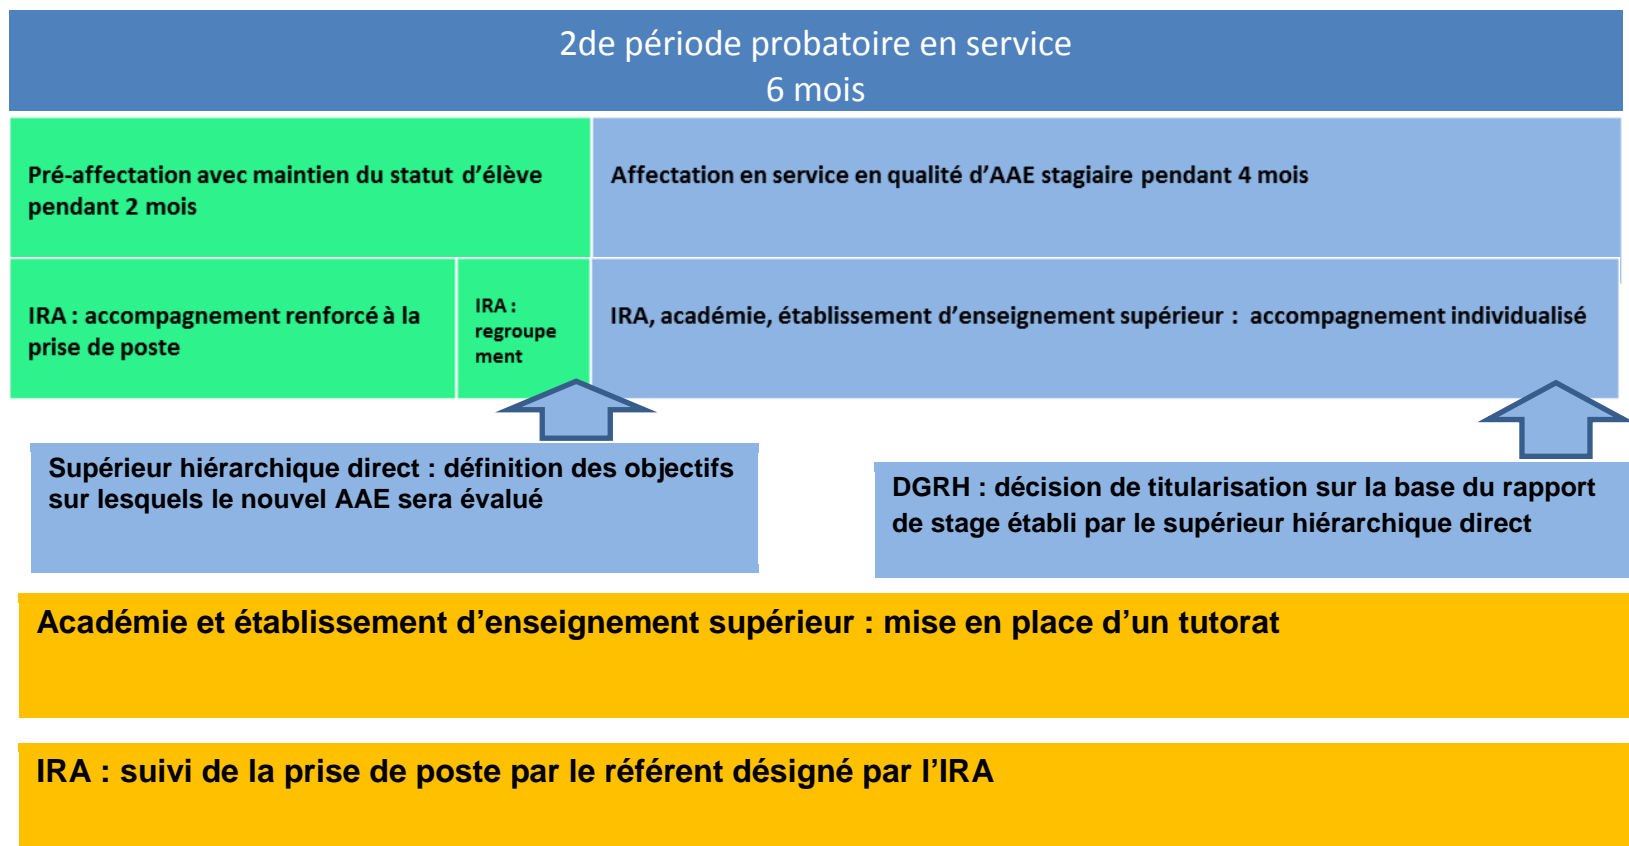 2de période probatoire en service
6 mois
Pré-affectation avec maintien du statut d’élève
pendant 2 mois
Affectation en service en qualité d’AAE stagiaire pendant 4 mois
IRA : accompagnement renforcé à la
prise de poste
IRA :
regroupe
ment
IRA, académie, établissement d’enseignement supérieur : accompagnement individualisé
Supérieur hiérarchique direct : définition des objectifs
sur lesquels le nouvel AAE sera évalué
DGRH : décision de titularisation sur la base du rapport
de stage établi par le supérieur hiérarchique direct
Académie et établissement d’enseignement supérieur : mise en place d’un tutorat
IRA : suivi de la prise de poste par le référent désigné par l’IRA